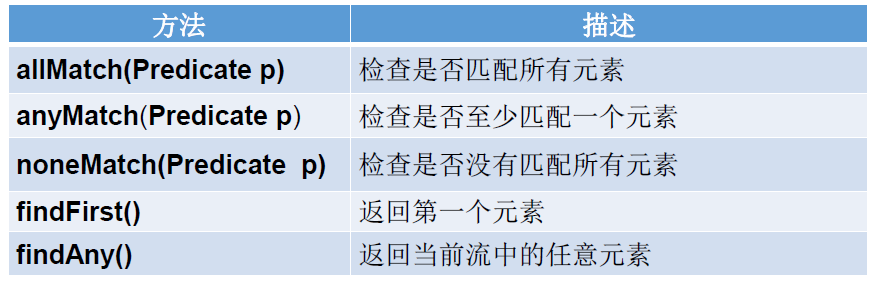 方法 描述
allMatch(Predicate p) 检查是否匹配所有元素
anyMatch(Predicate p) 检查是否至少匹配一个元素
noneMatch(Predicate  p) 检查是否没有匹配所有元素
findFirst() 返回第一个元素
findAny() 返回当前流中的任意元素